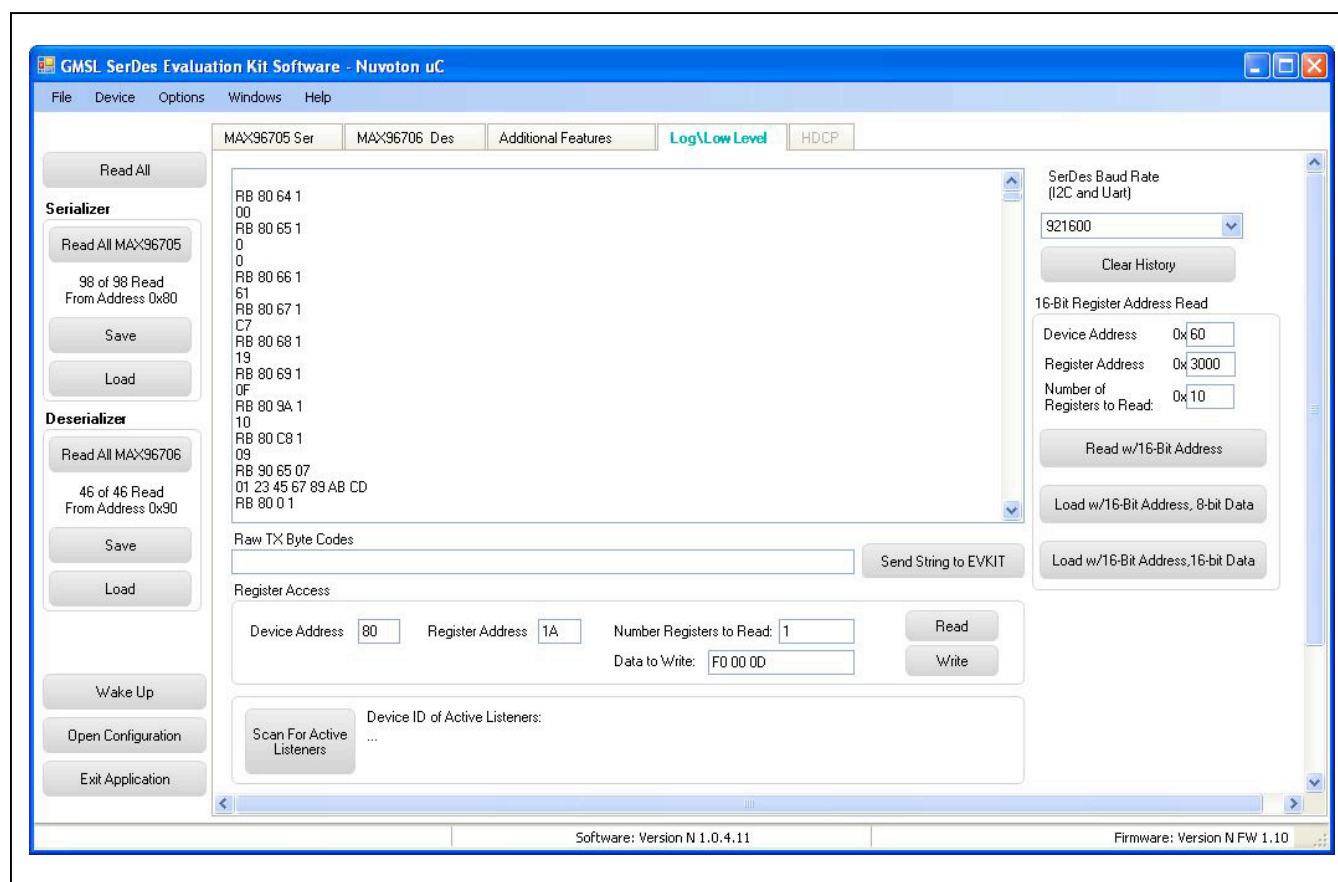 GMSL SerDes Evaluation Kit Software - Nuvoton uC
File Device Options Windows Help
MAX96705 Ser MAX96706 Des Additional Features Log\Low Level HDCP
Read All
Serializer
Read All MAX96705
98 of 98 Read
From Address 0x80
Save
Load
Deserializer
Read All MAX96706
46 of 46 Read
From Address 0x90
Save
Load
Wake Up
Open Configuration
Exit Application
RB 80 64 1
00
RB 80 65 1
0
0
RB 80 66 1
61
RB 80 67 1
C7
RB 80 68 1
19
RB 80 69 1
0F
RB 80 9A 1
10
RB 80 C8 1
09
RB 90 65 07
01 23 45 67 89 AB CD
RB 80 0 1
Raw TX Byte Codes
Send String to EVKIT
Register Access
Device Address 80 Register Address 1A Number Registers to Read: 1 Read
Data to Write: F0 00 0D Write
Scan For Active
Listeners
Device ID of Active Listeners:
...
SerDes Baud Rate
(I2C and Uart)
921600
Clear History
16-Bit Register Address Read
Device Address 0x 60
Register Address 0x 3000
Number of
Registers to Read: 0x 10
Read w/16-Bit Address
Load w/16-Bit Address, 8-bit Data
Load w/16-Bit Address,16-bit Data
Software: Version N 1.0.4.11 Firmware: Version N FW 1.10